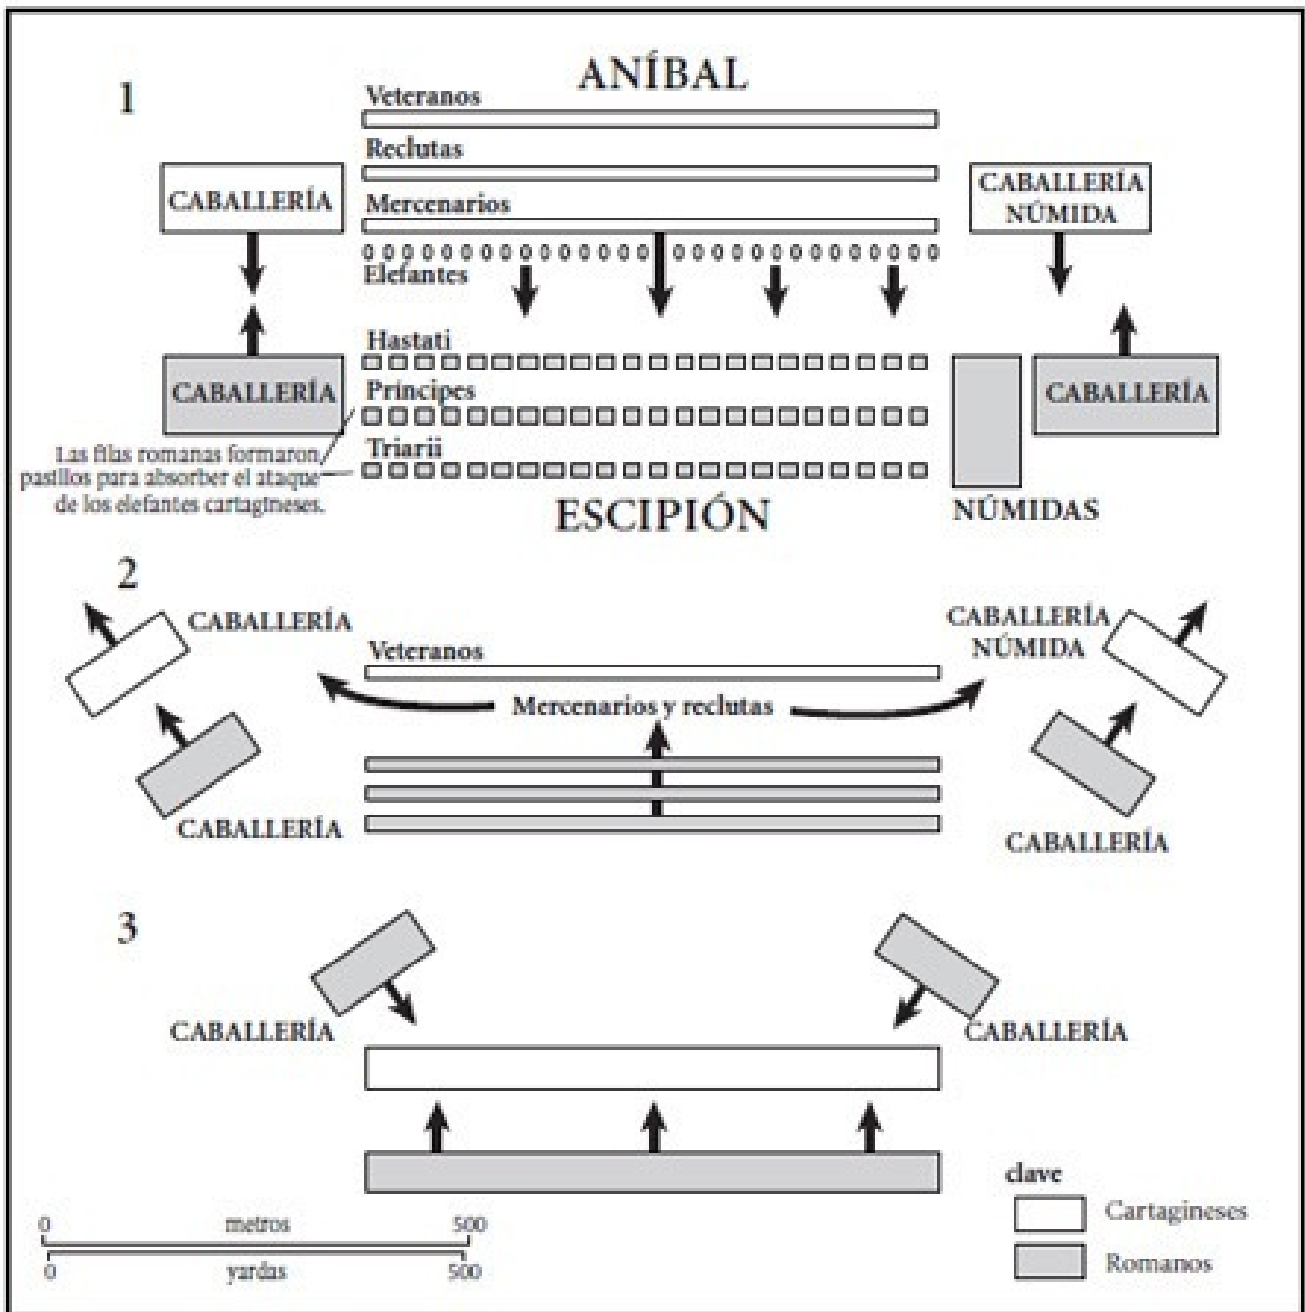 1
ANÍBAL
Veteranos
Reclutas
CABALLERÍA
Mercenarios
CABALLERÍA
NÚMIDA
Elefantes
Hastati
CABALLERÍA
Príncipes
CABALLERÍA
Triarii
Las filas romanas formaron
pasillos para absorber el ataque
de los elefantes cartagineses.
ESCIPIÓN
NÚMIDAS
2
CABALLERÍA
CABALLERÍA
NÚMIDA
Veteranos
Mercenarios y reclutas
CABALLERÍA
CABALLERÍA
3
CABALLERÍA
CABALLERÍA
clave
Cartagineses
Romanos
0 metros 500
0 yardas 500